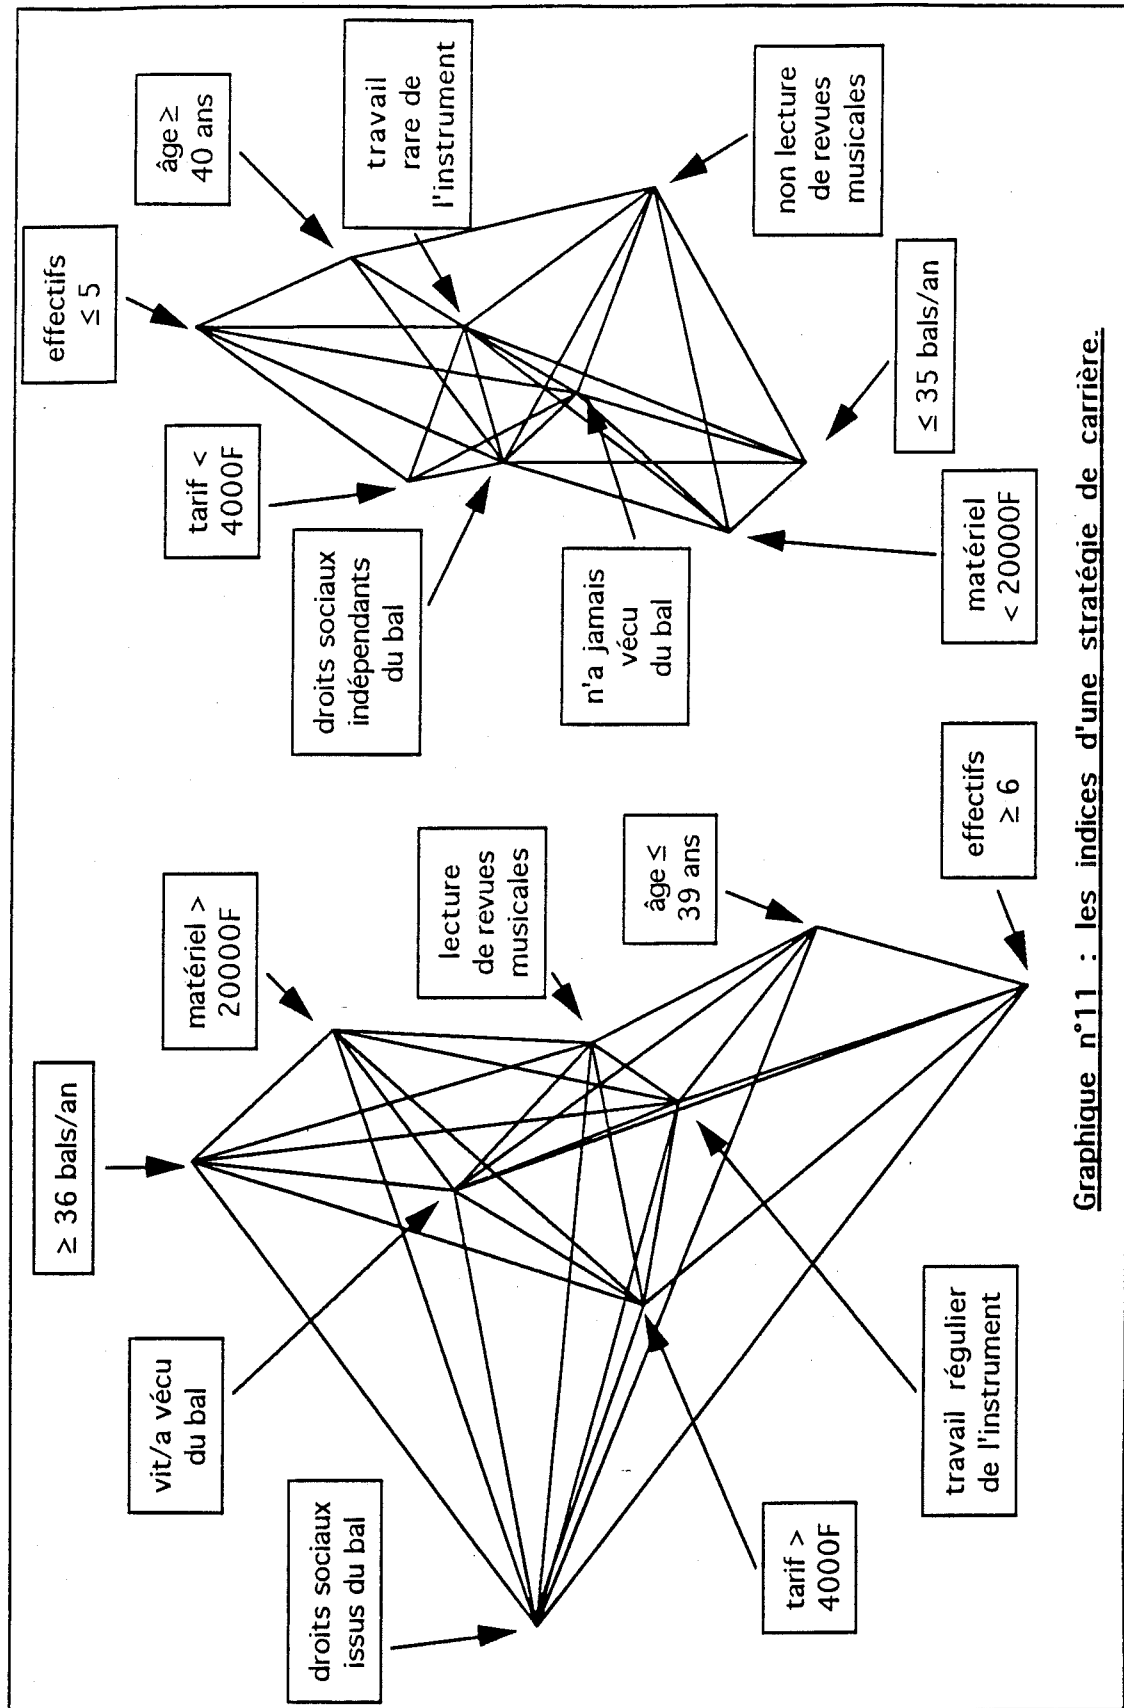 ≥ 36 bals/an
matériel >
20000F
vit/a vécu
du bal
lecture
de revues
musicales
droits sociaux
issus du bal
âge ≤
39 ans
tarif >
4000F
travail régulier
de l'instrument
effectifs
≥ 6
effectifs
≤ 5
âge ≥
40 ans
tarif <
4000F
travail
rare de
l'instrument
droits sociaux
indépendants
du bal
n'a jamais
vécu
du bal
non lecture
de revues
musicales
matériel
< 20000F
≤ 35 bals/an
Graphique n°11 : les indices d'une stratégie de carrière.